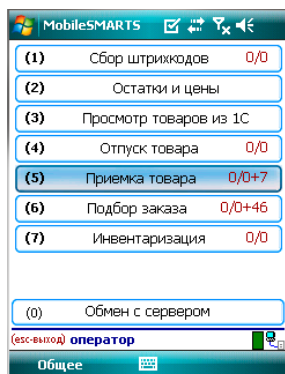 MobileSMARTS
(1) Сбор штрихкодов 0/0
(2) Остатки и цены
(3) Просмотр товаров из 1С
(4) Отпуск товара 0/0
(5) Приемка товара 0/0+7
(6) Подбор заказа 0/0+46
(7) Инвентаризация 0/0
(0) Обмен с сервером
(esc-выход) оператор
Общее